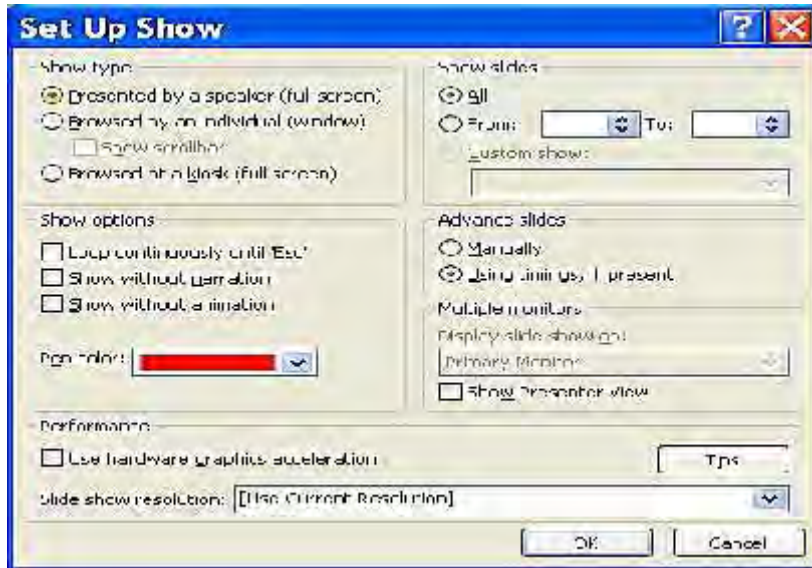 Set Up Show
Show type
Presented by a speaker (full screen)
Browsed by an individual (window)
Show scrollbar
Browsed at a kiosk (full screen)
Show slides
All
From: To:
Custom show:
Show options
Loop continuously until 'Esc'
Show without narration
Show without animation
Pen color:
Advance slides
Manually
Using timings, if present
Multiple monitors
Display slide show on:
Primary Monitor
Show Presenter View
Performance
Use hardware graphics acceleration
Tips
Slide show resolution: [Use Current Resolution]
OK Cancel